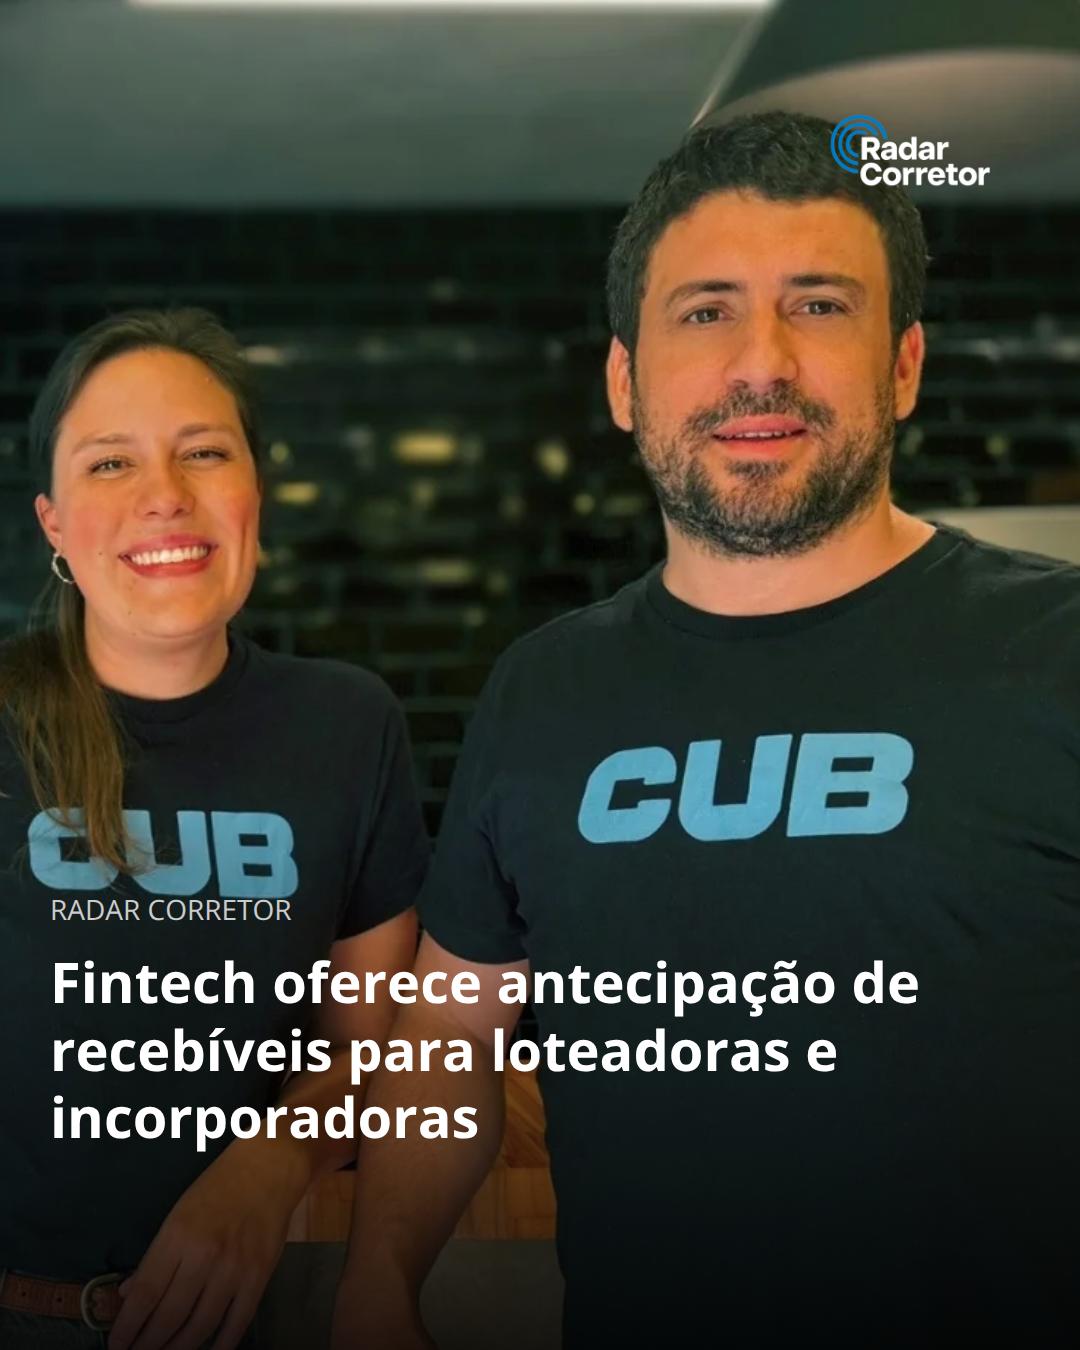 Radar
Corretor
CUB
CUB
RADAR CORRETOR
Fintech oferece antecipação de
recebíveis para loteadoras e
incorporadoras